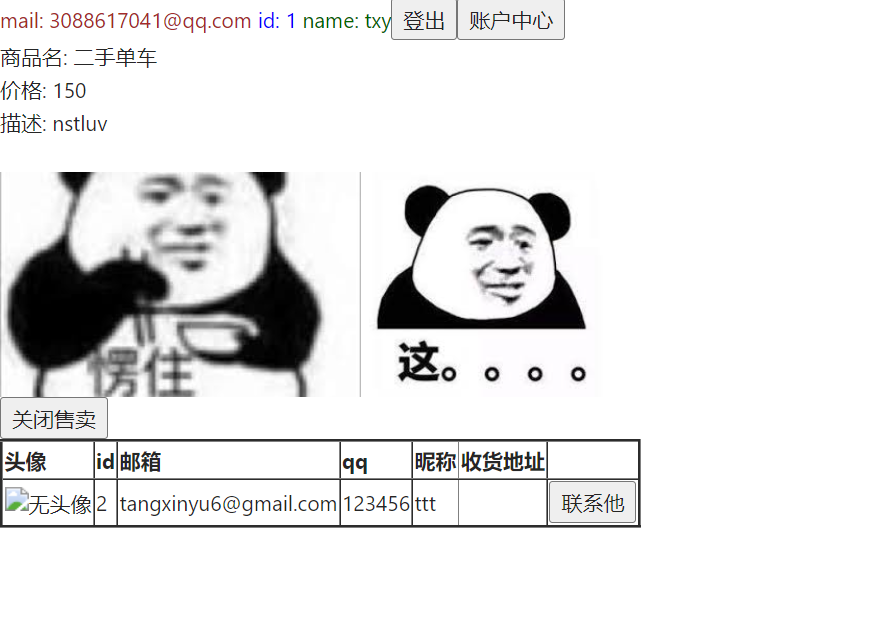 mail: 3088617041@qq.com id: 1 name: txy 登出 账户中心
商品名: 二手单车
价格: 150
描述: nstluv
愣住
这。。。。
关闭售卖
头像 id 邮箱 qq 昵称 收货地址
无头像 2 tangxinyu6@gmail.com 123456 ttt 联系他